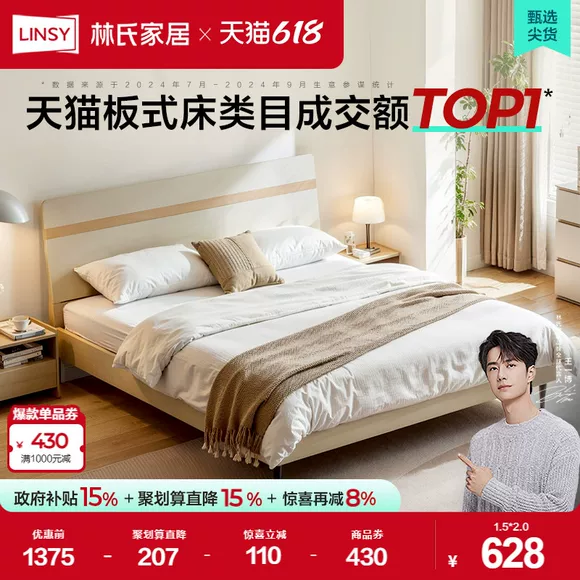 LINSY 林氏家居 × 天猫618
甄选
尖货
*数据来源于2024年7月-2024年9月生意参谋统计
天猫板式床类目成交额TOP1*
王一博
爆款单品券
¥430
满1000元减
政府补贴15% + 聚划算直降15% + 惊喜再减8%
优惠前 聚划算直降 惊喜立减 商品券 1.5*2.0
1375 - 207 - 110 - 430 ¥ 628